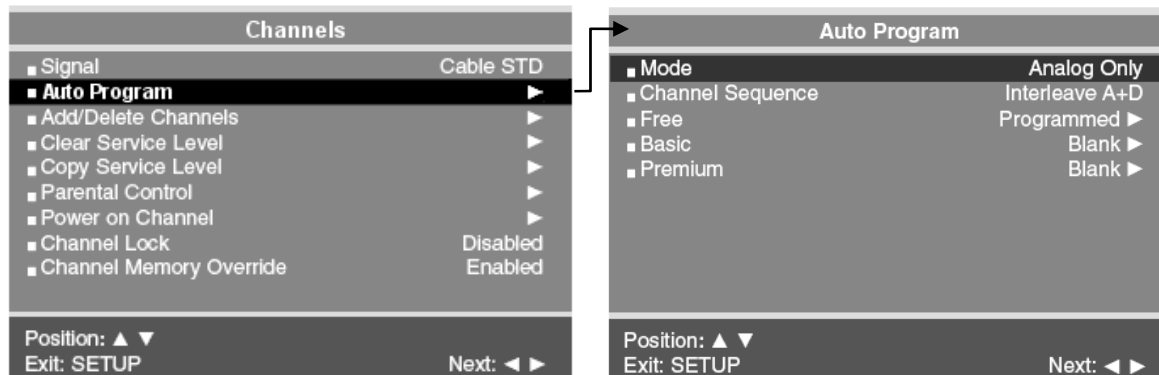 Channels
■ Signal Cable STD
■ Auto Program ►
■ Add/Delete Channels ►
■ Clear Service Level ►
■ Copy Service Level ►
■ Parental Control ►
■ Power on Channel ►
■ Channel Lock Disabled
■ Channel Memory Override Enabled
Position: ▲ ▼
Exit: SETUP Next: ◄ ►
Auto Program
■ Mode Analog Only
■ Channel Sequence Interleave A+D
■ Free Programmed ►
■ Basic Blank ►
■ Premium Blank ►
Position: ▲ ▼
Exit: SETUP Next: ◄ ►